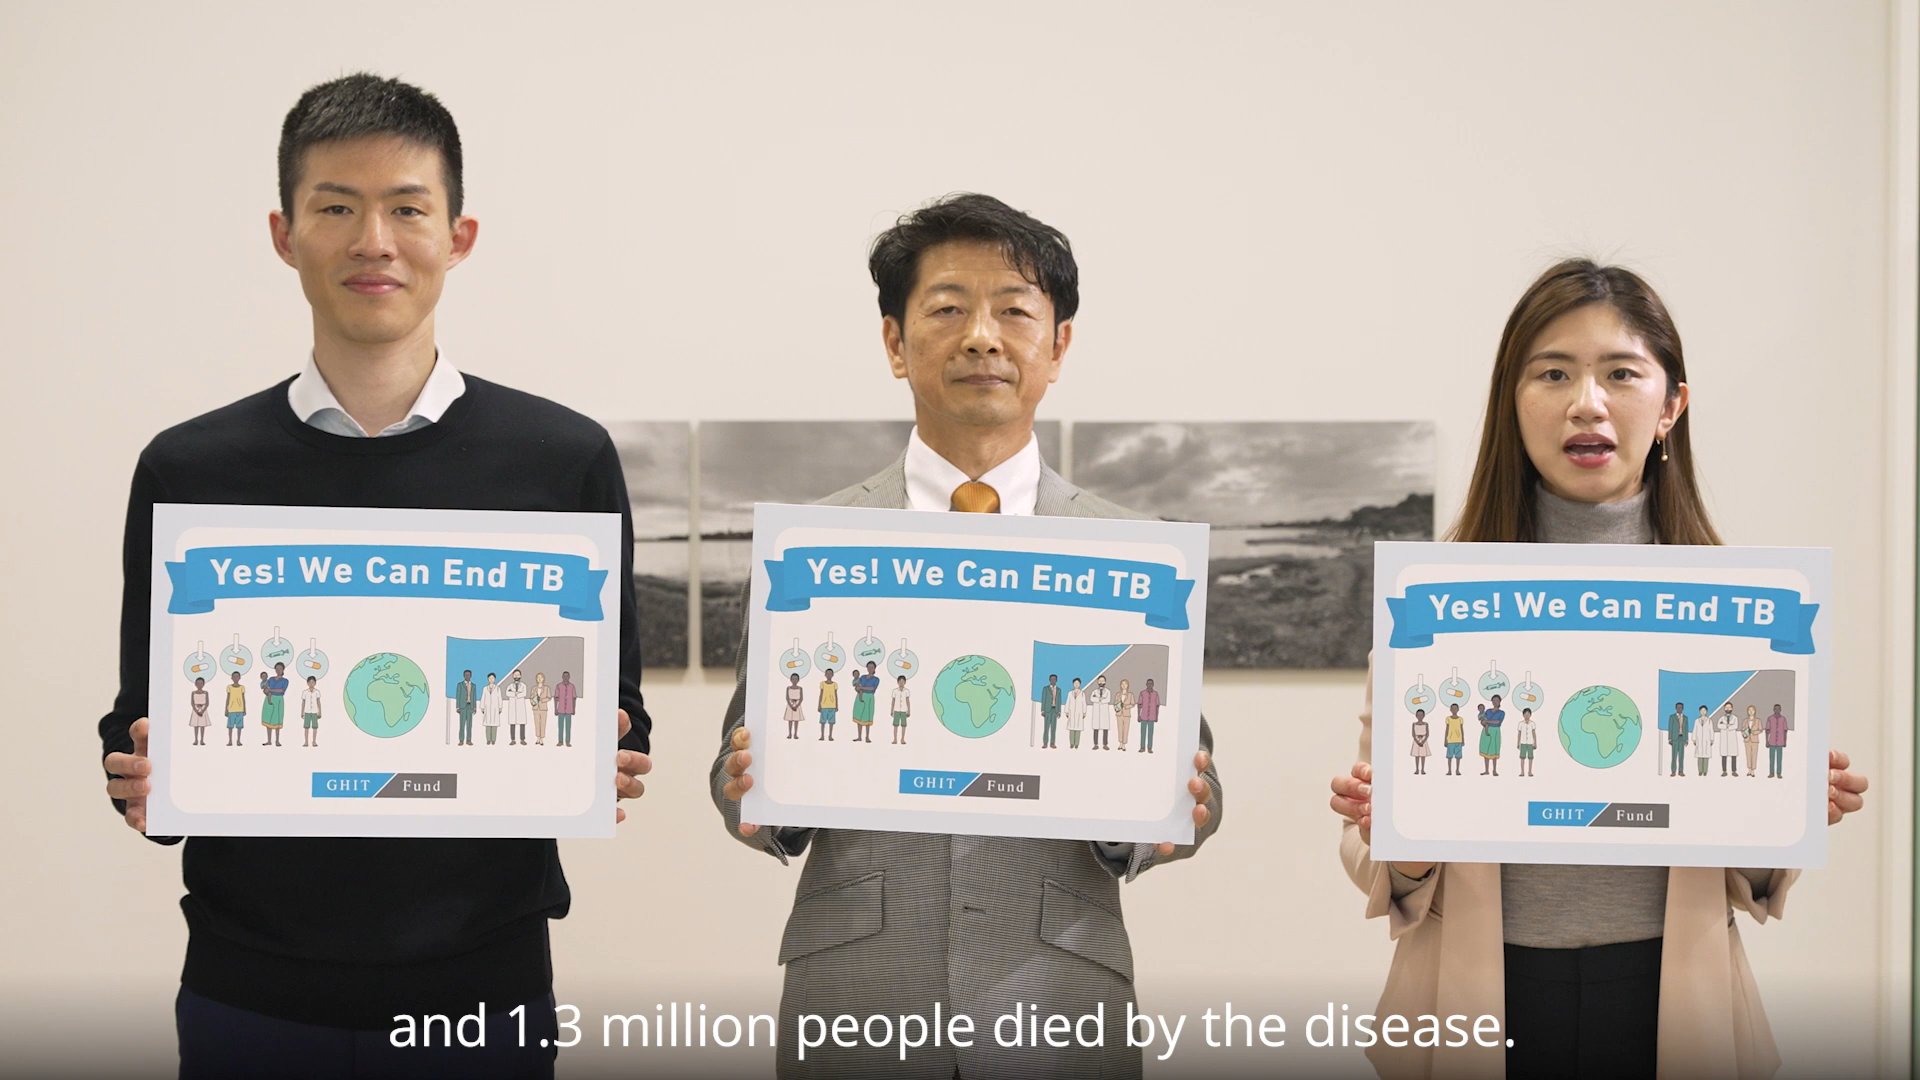 Yes! We Can End TB
GHIT Fund
Yes! We Can End TB
GHIT Fund
Yes! We Can End TB
GHIT Fund
and 1.3 million people died by the disease.